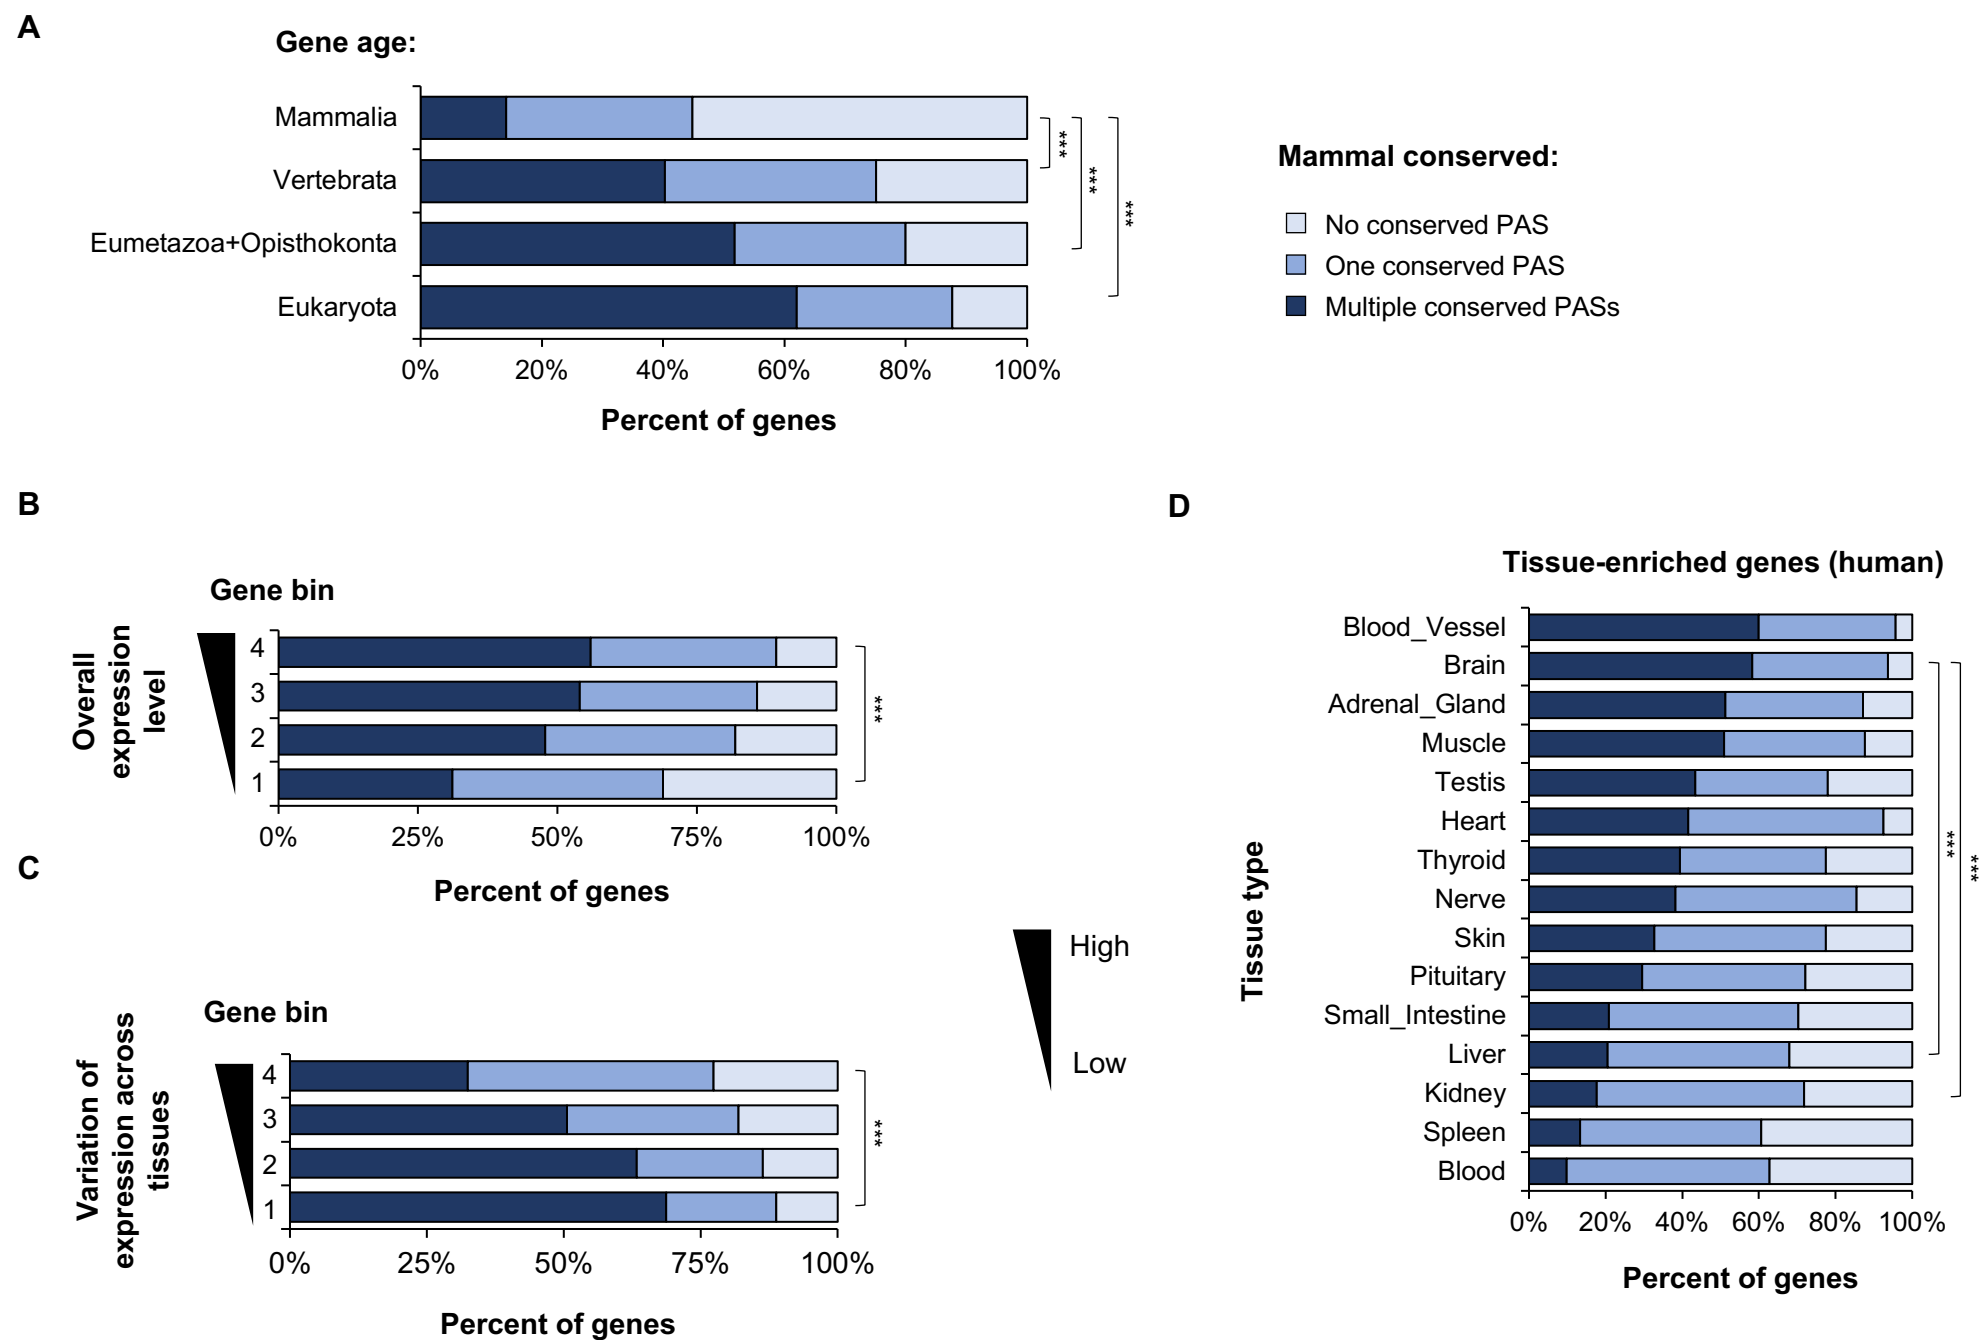 A
Gene age:
Mammalia
Vertebrata
Eumetazoa+Opisthokonta
Eukaryota
0% 20% 40% 60% 80% 100%
Percent of genes
***
***
***
Mammal conserved:
No conserved PAS
One conserved PAS
Multiple conserved PASs
B
Gene bin
Overall
expression
level
4
3
2
1
0% 25% 50% 75% 100%
Percent of genes
***
C
Gene bin
Variation of
expression across
tissues
4
3
2
1
0% 25% 50% 75% 100%
Percent of genes
***
High
Low
D
Tissue-enriched genes (human)
Tissue type
Blood_Vessel
Brain
Adrenal_Gland
Muscle
Testis
Heart
Thyroid
Nerve
Skin
Pituitary
Small_Intestine
Liver
Kidney
Spleen
Blood
0% 20% 40% 60% 80% 100%
Percent of genes
***
***